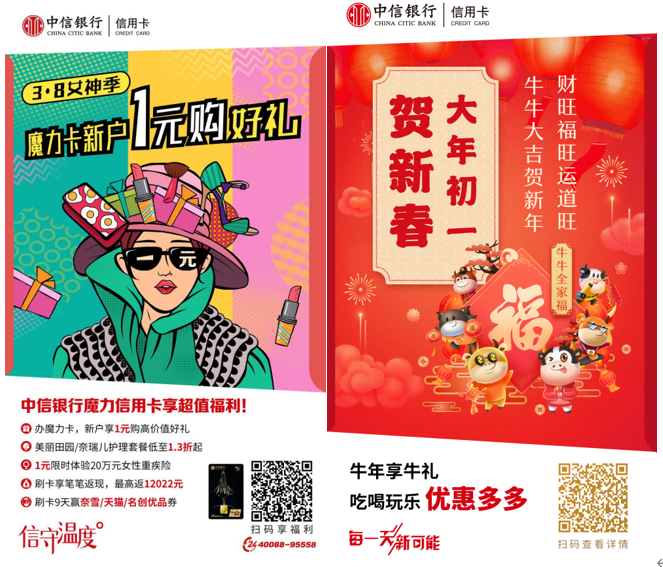 中信银行 信用卡
CHINA CITIC BANK CREDIT CARD
3·8女神季
魔力卡新户1元购好礼
1元
中信银行魔力信用卡享超值福利！
办魔力卡，新户享1元购高价值好礼
美丽田园/奈瑞儿护理套餐低至1.3折起
1元限时体验20万元女性重疾险
刷卡享笔笔返现，最高返12022元
刷卡9天赢奈雪/天猫/名创优品券
扫码享福利
信守温度
24 40088-95558
中信银行 信用卡
CHINA CITIC BANK CREDIT CARD
财旺福旺运道旺
牛牛大吉贺新年
大年初一
贺新春
牛牛全家福
福
牛年享牛礼
吃喝玩乐 优惠多多
每一天新可能
扫码查看详情